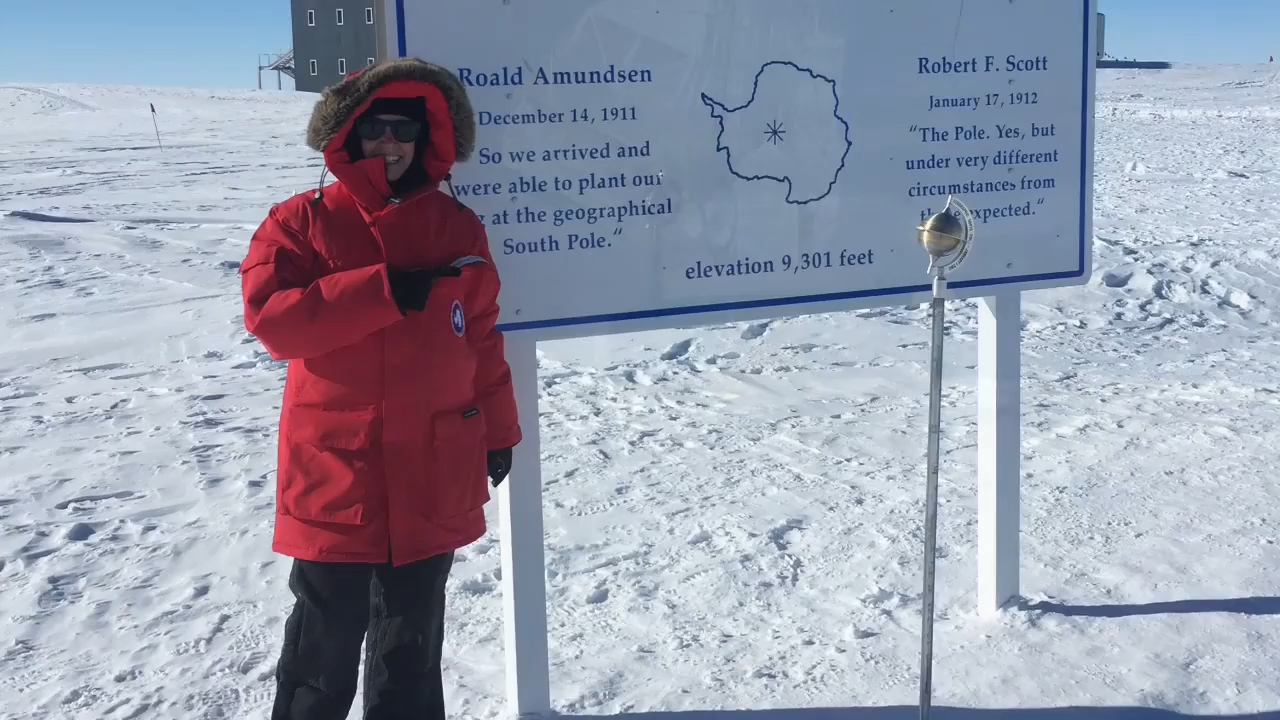 Roald Amundsen
December 14, 1911
So we arrived and
were able to plant our
at the geographical
South Pole.“
elevation 9,301 feet
Robert F. Scott
January 17, 1912
“The Pole. Yes, but
under very different
circumstances from
expected.“